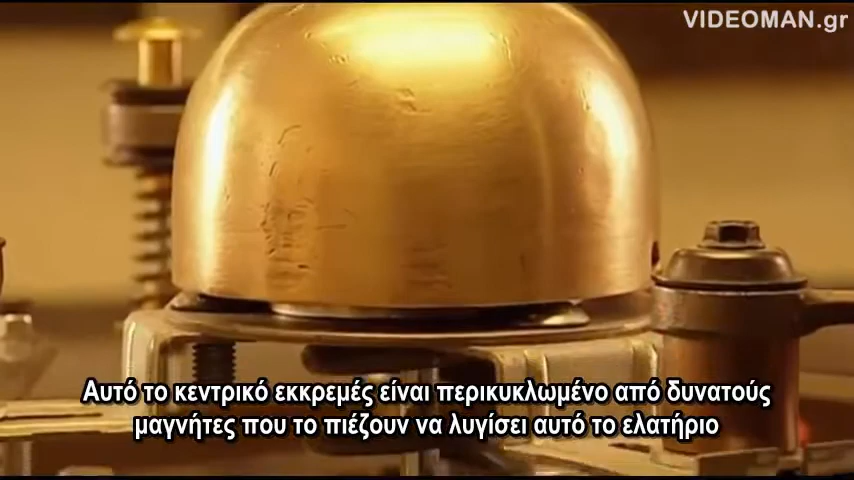 VIDEOMAN.gr
Αυτό το κεντρικό εκκρεμές είναι περικυκλωμένο από δυνατούς
μαγνήτες που το πιέζουν να λυγίσει αυτό το ελατήριο